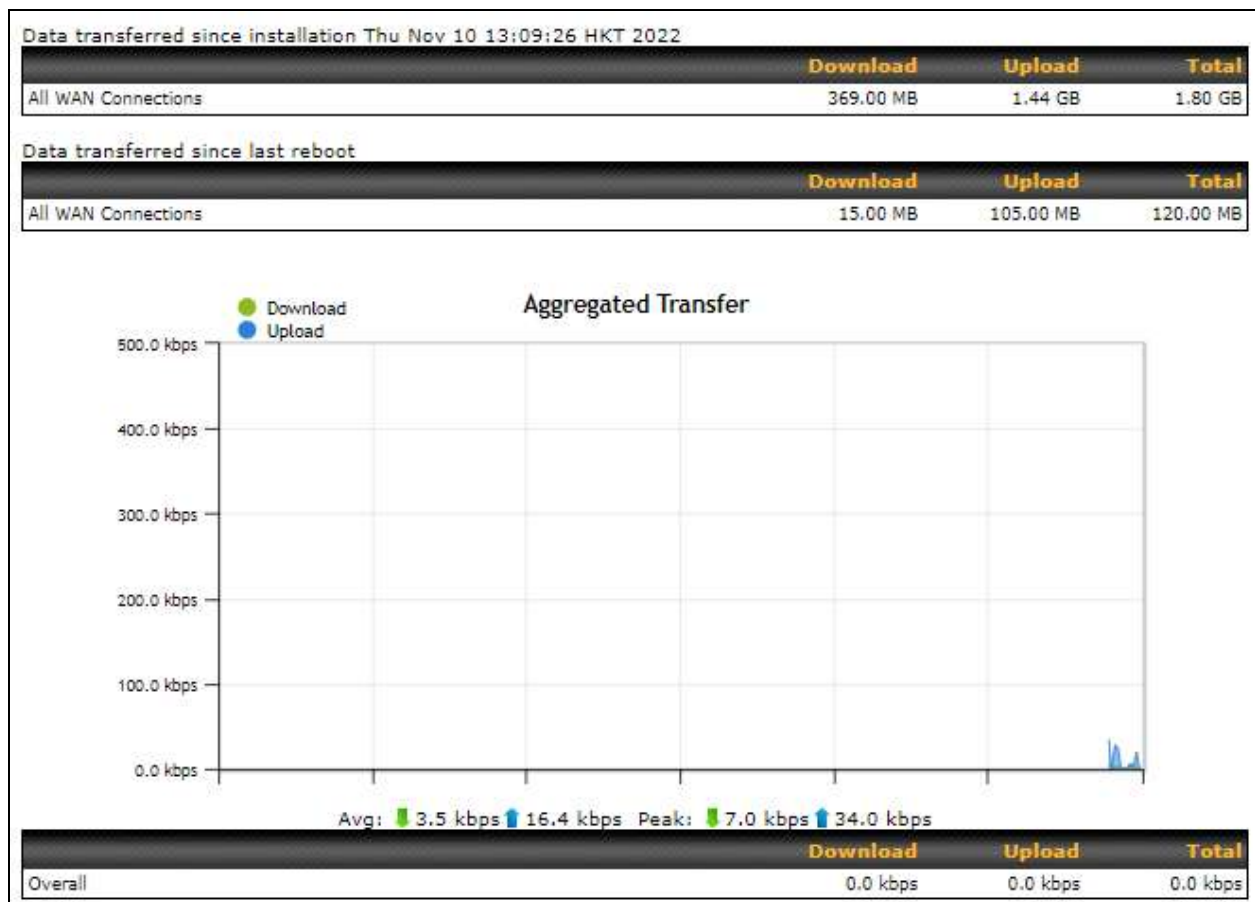 Data transferred since installation Thu Nov 10 13:09:26 HKT 2022
Download Upload Total
All WAN Connections 369.00 MB 1.44 GB 1.80 GB
Data transferred since last reboot
Download Upload Total
All WAN Connections 15.00 MB 105.00 MB 120.00 MB
Aggregated Transfer
Download
Upload
500.0 kbps
400.0 kbps
300.0 kbps
200.0 kbps
100.0 kbps
0.0 kbps
Avg: 3.5 kbps 16.4 kbps Peak: 7.0 kbps 34.0 kbps
Download Upload Total
Overall 0.0 kbps 0.0 kbps 0.0 kbps